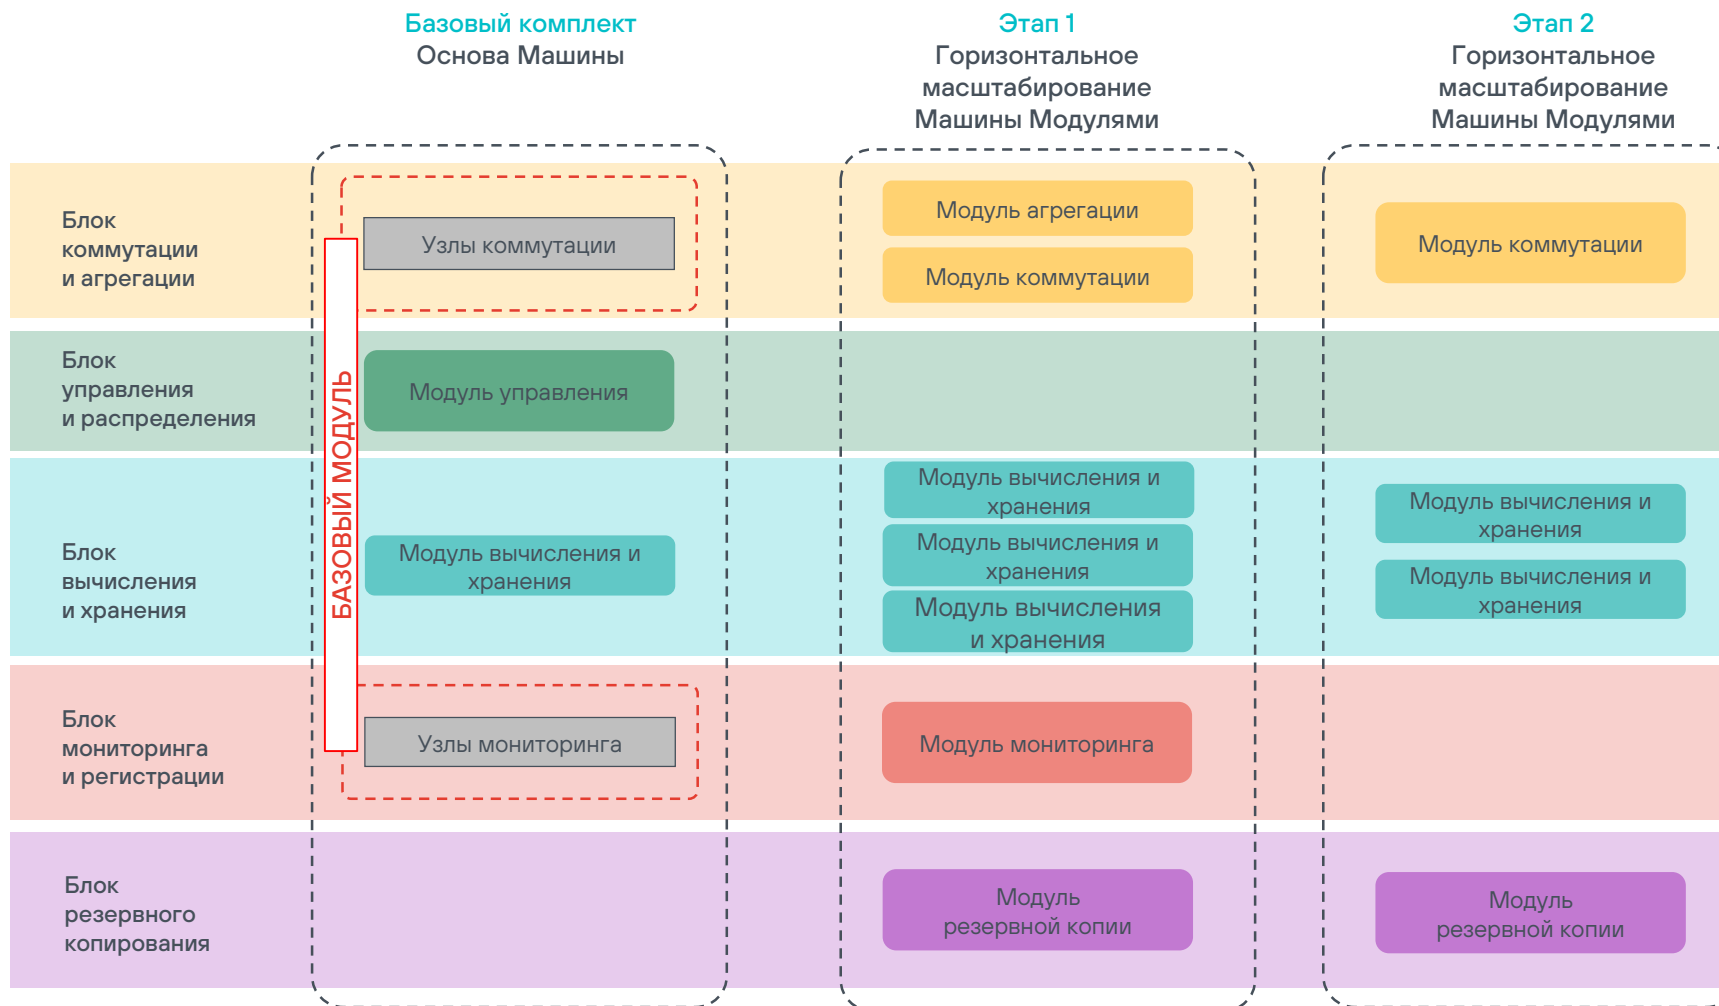 Базовый комплект
Основа Машины
Этап 1
Горизонтальное
масштабирование
Машины Модулями
Этап 2
Горизонтальное
масштабирование
Машины Модулями
Блок
коммутации
и агрегации
Узлы коммутации
Модуль агрегации
Модуль коммутации
Модуль коммутации
БАЗОВЫЙ МОДУЛЬ
Блок
управления
и распределения
Модуль управления
Блок
вычисления
и хранения
Модуль вычисления и
хранения
Модуль вычисления и
хранения
Модуль вычисления и
хранения
Модуль вычисления
и хранения
Модуль вычисления и
хранения
Модуль вычисления и
хранения
Блок
мониторинга
и регистрации
Узлы мониторинга
Модуль мониторинга
Блок
резервного
копирования
Модуль
резервной копии
Модуль
резервной копии